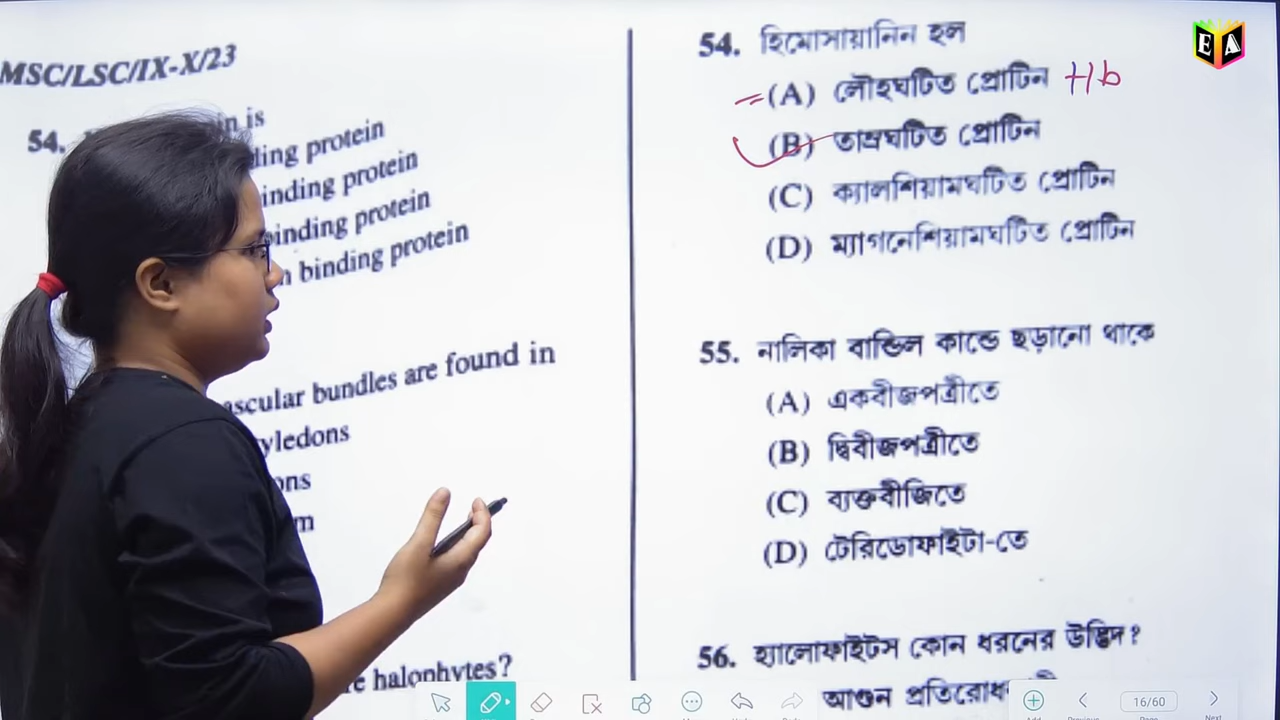 MSC/LSC/IX-X/23
54. in is
ding protein
inding protein
binding protein
n binding protein
ascular bundles are found in
yledons
ons
m
e halophytes?
54. হিমোসায়ানিন হল
(A) লৌহঘটিত প্রোটিন Hb
(B) তাম্রঘটিত প্রোটিন
(C) ক্যালশিয়ামঘটিত প্রোটিন
(D) ম্যাগনেশিয়ামঘটিত প্রোটিন
55. নালিকা বান্ডিল কান্ডে ছড়ানো থাকে
(A) একবীজপত্রীতে
(B) দ্বিবীজপত্রীতে
(C) ব্যক্তবীজিতে
(D) টেরিডোফাইটা-তে
56. হ্যালোফাইটস কোন ধরনের উদ্ভিদ?
আগুন প্রতিরোধ
EA
16/60